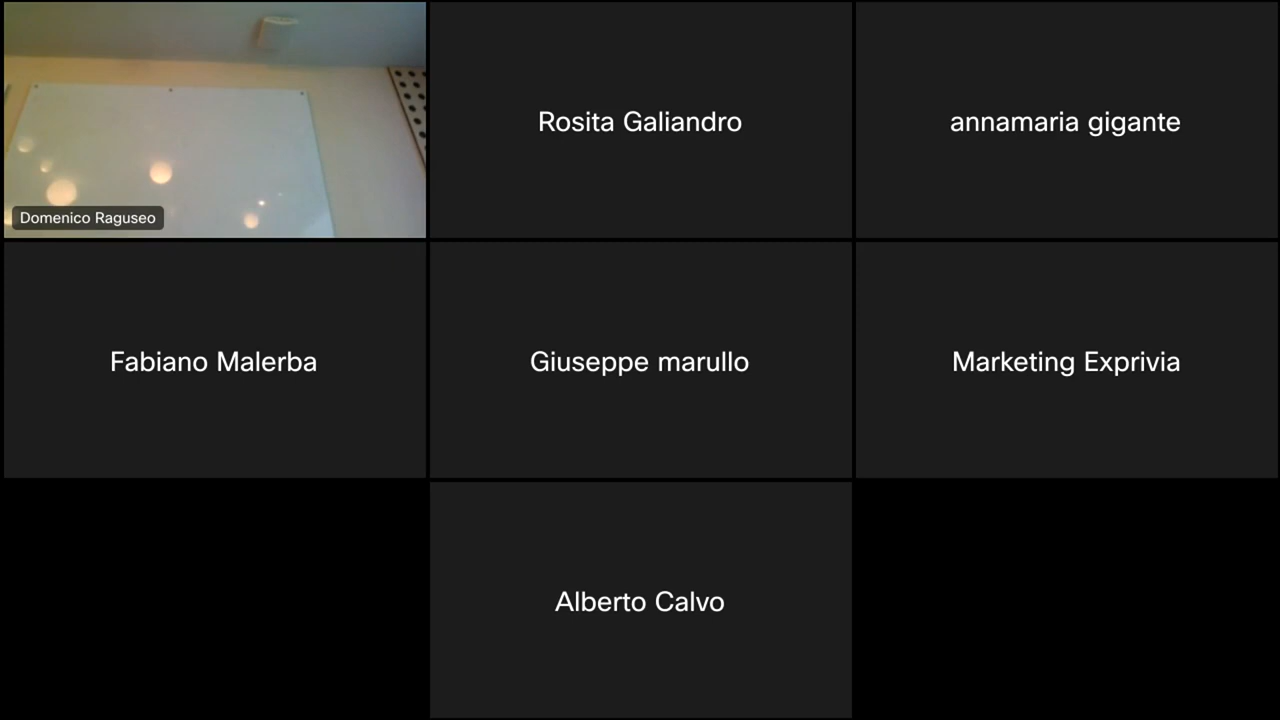 Domenico Raguseo
Rosita Galiandro
annamaria gigante
Fabiano Malerba
Giuseppe marullo
Marketing Exprivia
Alberto Calvo